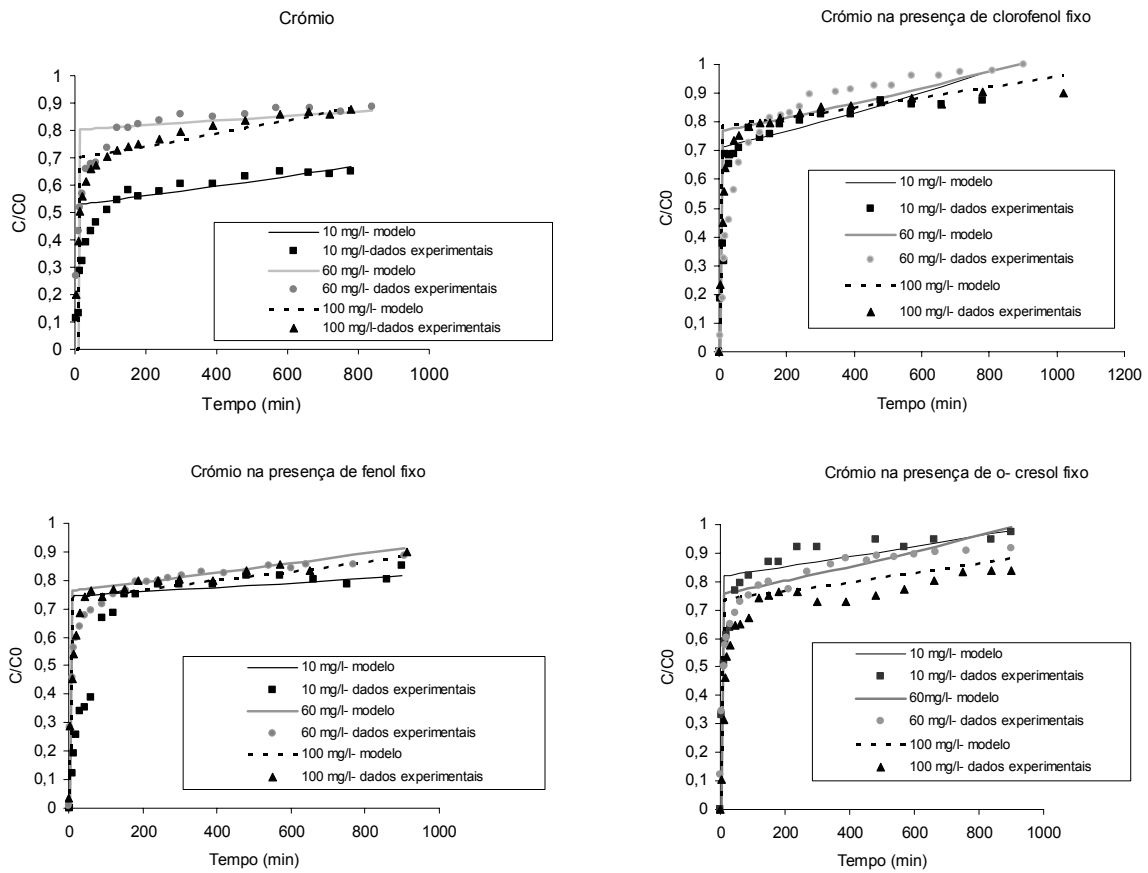 Crómio
C/C0
1
0,9
0,8
0,7
0,6
0,5
0,4
0,3
0,2
0,1
0
10 mg/l- modelo
10 mg/l-dados experimentais
60 mg/l- modelo
60 mg/l- dados experimentais
100 mg/l- modelo
100 mg/l-dados experimentais
0 200 400 600 800 1000
Tempo (min)
Crómio na presença de clorofenol fixo
C/C0
1
0,9
0,8
0,7
0,6
0,5
0,4
0,3
0,2
0,1
0
10 mg/l - modelo
10 mg/l- dados experimentais
60 mg/l- modelo
60 mg/l- dados experimentais
100 mg/l- modelo
100 mg/l- dados experimentais
0 200 400 600 800 1000 1200
Tempo (min)
Crómio na presença de fenol fixo
C/C0
1
0,9
0,8
0,7
0,6
0,5
0,4
0,3
0,2
0,1
0
10 mg/l- modelo
10 mg/l- dados experimentais
60 mg/l- modelo
60 mg/l- dados experimentais
100 mg/l- modelo
100 mg/l- dados experimentais
0 200 400 600 800 1000
Tempo (min)
Crómio na presença de o- cresol fixo
C/C0
1
0,9
0,8
0,7
0,6
0,5
0,4
0,3
0,2
0,1
0
10 mg/l- modelo
10 mg/l- dados experimentais
60mg/l- modelo
60 mg/l- dados experimentais
100 mg/l- modelo
100 mg/l- dados experimentais
0 200 400 600 800 1000
Tempo (min)